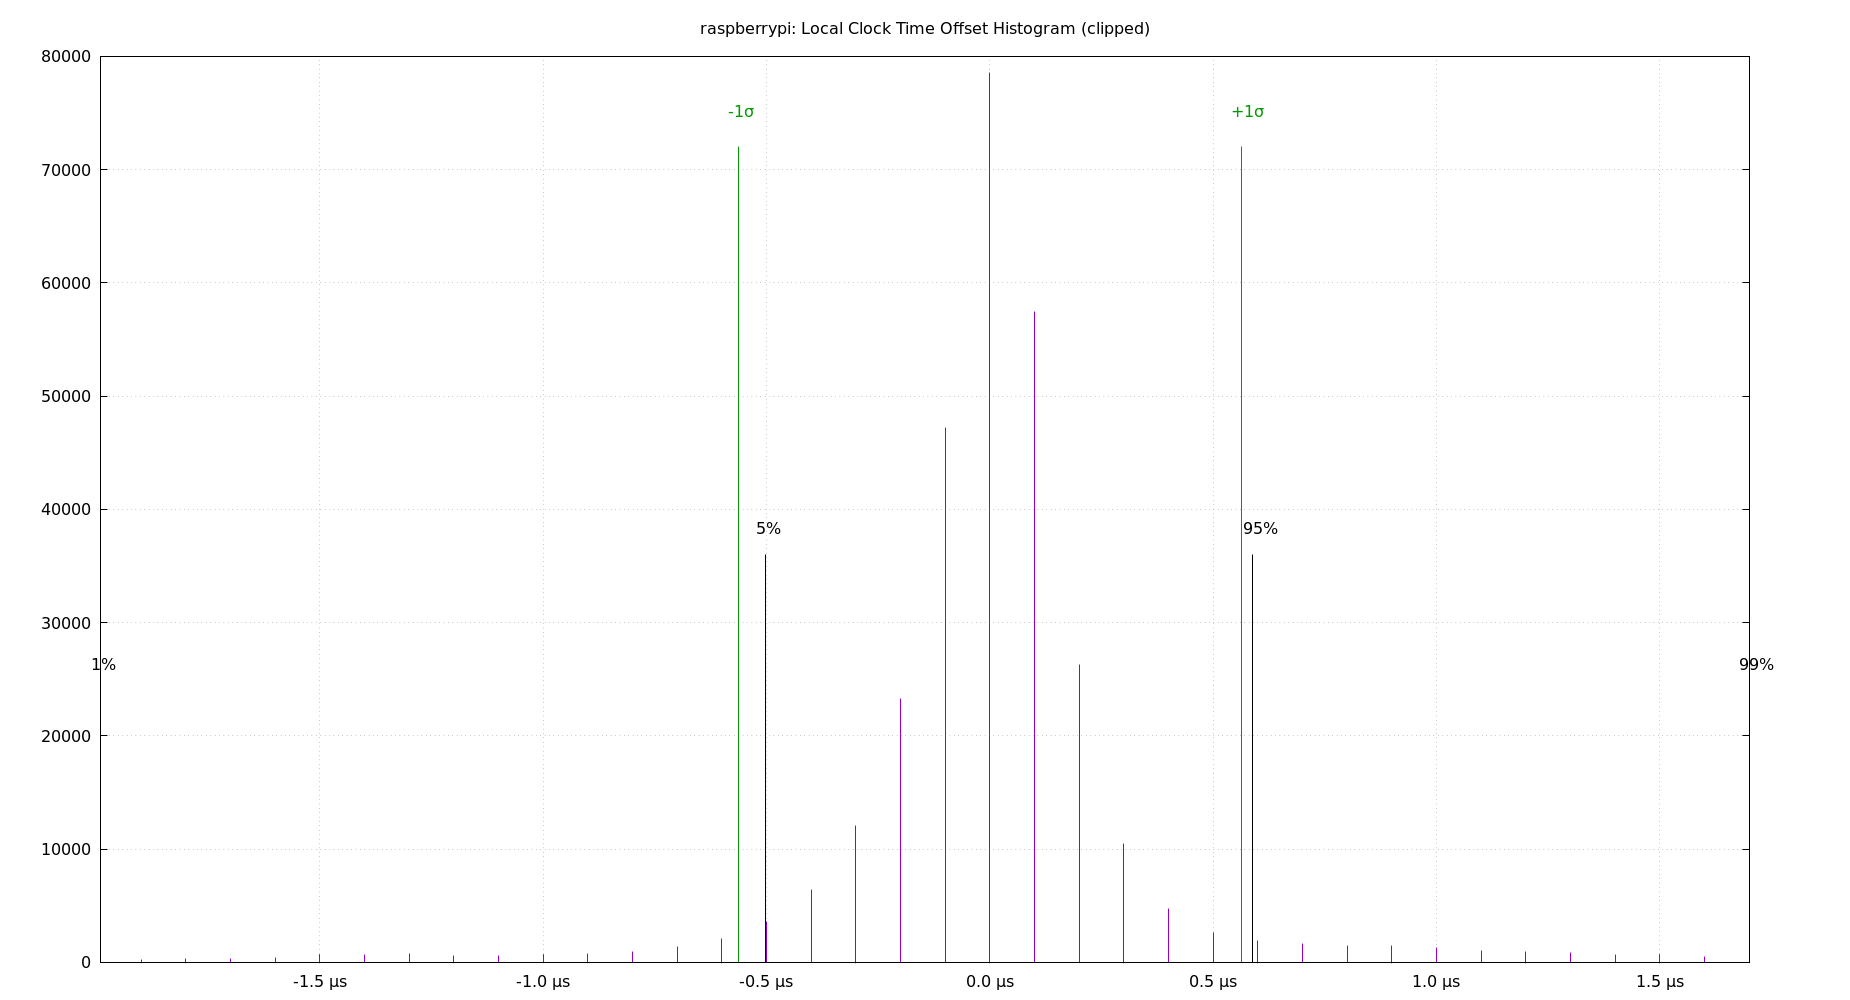 raspberrypi: Local Clock Time Offset Histogram (clipped)
80000
-1σ
+1σ
70000
60000
50000
40000
5%
95%
30000
1%
99%
20000
10000
0
-1.5 µs
-1.0 µs
-0.5 µs
0.0 µs
0.5 µs
1.0 µs
1.5 µs